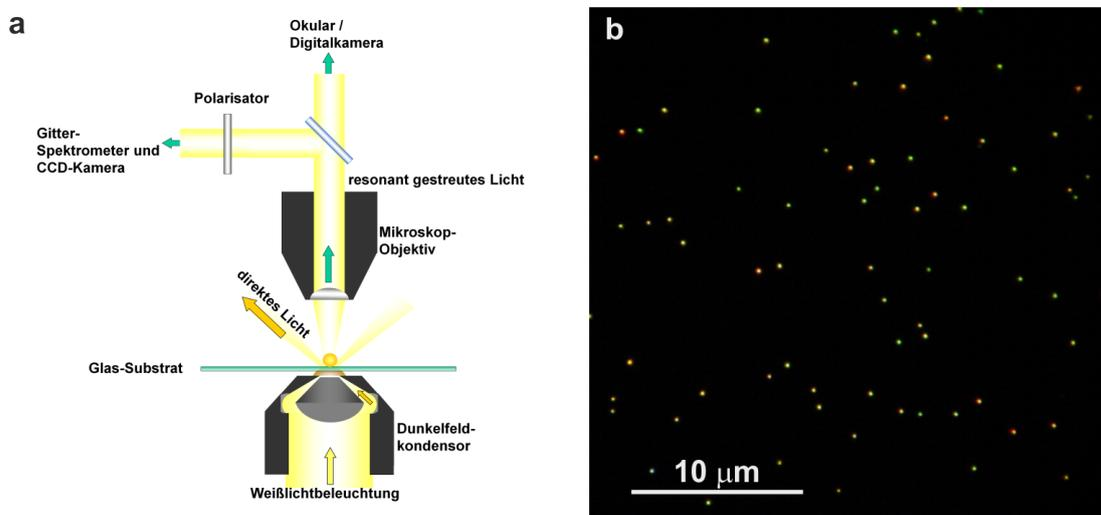 a
Okular /
Digitalkamera
Polarisator
Gitter-
Spektrometer und
CCD-Kamera
resonant gestreutes Licht
Mikroskop-
Objektiv
direktes Licht
Glas-Substrat
Dunkelfeld-
kondensor
Weißlichtbeleuchtung
b
10 µm